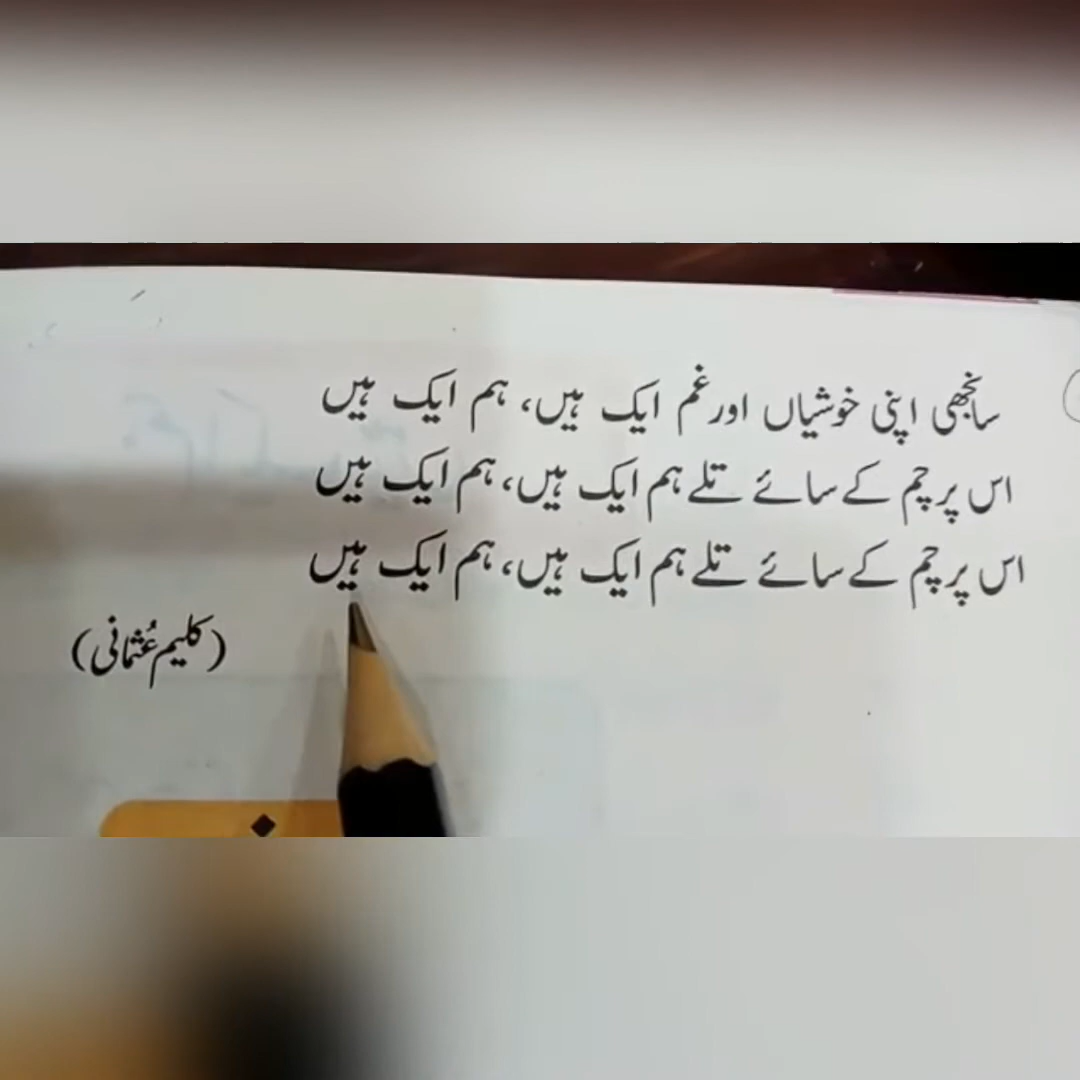 سانجھی اپنی خوشیاں اور غم ایک ہیں، ہم ایک ہیں
اس پرچم کے سائے تلے ہم ایک ہیں، ہم ایک ہیں
اس پرچم کے سائے تلے ہم ایک ہیں، ہم ایک ہیں
(کلیم عُثمانی)